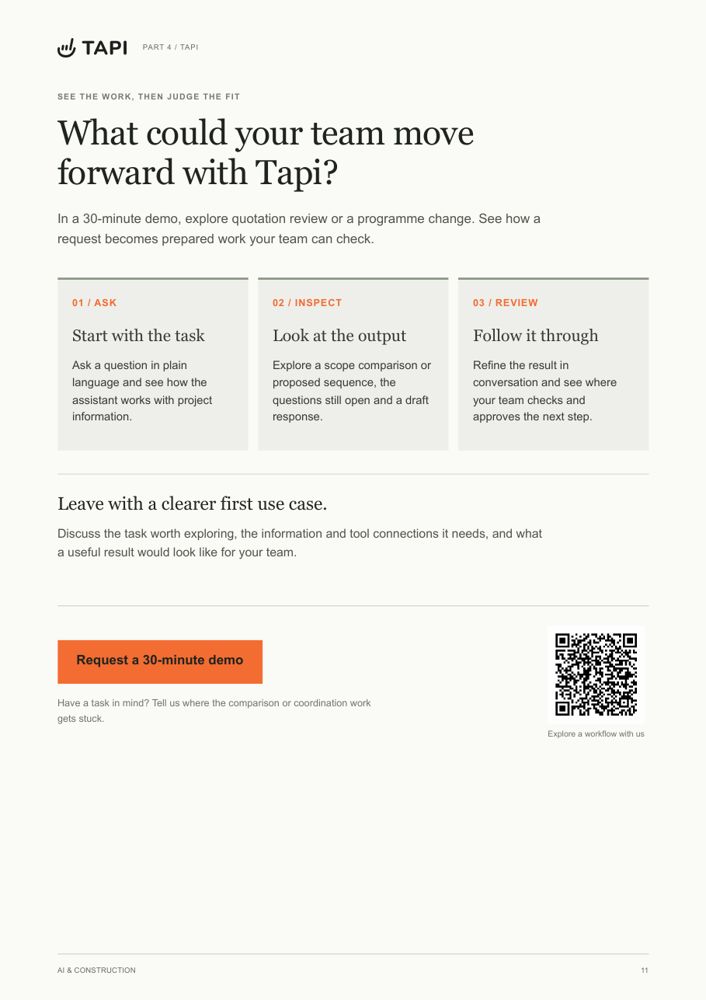 TAPI
PART 4 / TAPI
SEE THE WORK, THEN JUDGE THE FIT
What could your team move
forward with Tapi?
In a 30-minute demo, explore quotation review or a programme change. See how a
request becomes prepared work your team can check.
01 / ASK
Start with the task
Ask a question in plain
language and see how the
assistant works with project
information.
02 / INSPECT
Look at the output
Explore a scope comparison or
proposed sequence, the
questions still open and a draft
response.
03 / REVIEW
Follow it through
Refine the result in
conversation and see where
your team checks and
approves the next step.
Leave with a clearer first use case.
Discuss the task worth exploring, the information and tool connections it needs, and what
a useful result would look like for your team.
Request a 30-minute demo
Have a task in mind? Tell us where the comparison or coordination work
gets stuck.
Explore a workflow with us
AI & CONSTRUCTION
11